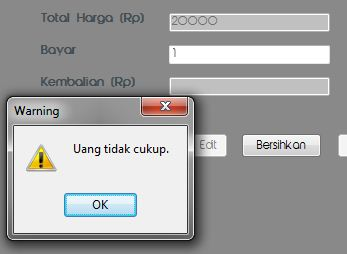 Total Harga (Rp)
20000
Bayar
1
Kembalian (Rp)
Warning
Uang tidak cukup.
OK
Edit
Bersihkan